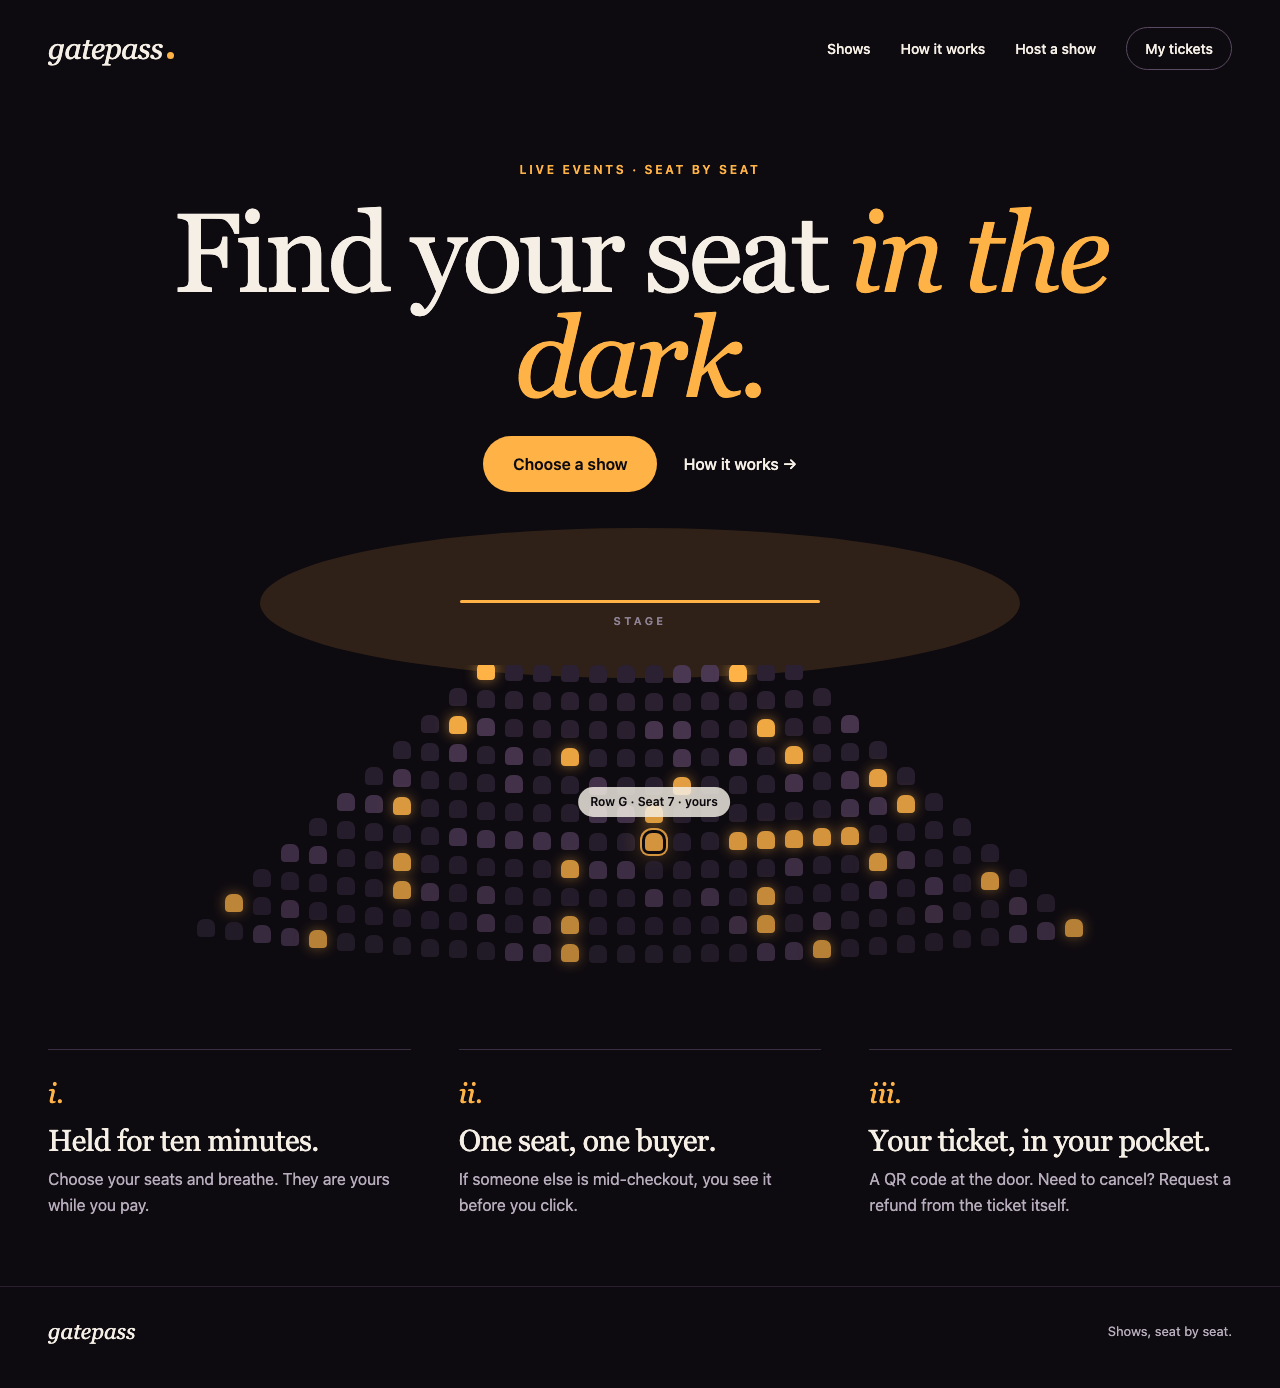 gatepass.
Shows
How it works
Host a show
My tickets
LIVE EVENTS · SEAT BY SEAT
Find your seat in the
dark.
Choose a show
How it works →
STAGE
Row G · Seat 7 · yours
i.
Held for ten minutes.
Choose your seats and breathe. They are yours
while you pay.
ii.
One seat, one buyer.
If someone else is mid-checkout, you see it
before you click.
iii.
Your ticket, in your pocket.
A QR code at the door. Need to cancel? Request a
refund from the ticket itself.
gatepass
Shows, seat by seat.